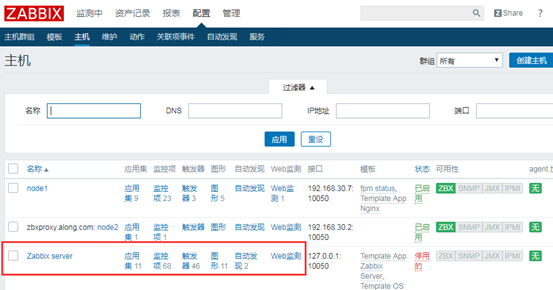 ZABBIX 监测中 资产记录 报表 配置 管理 Share ?
主机群组 模板 主机 维护 动作 关联项事件 自动发现 服务
主机 群组 所有 创建主机
过滤器
名称 DNS IP地址 端口
应用 重设
名称 应用集 监控项 触发器 图形 自动发现 Web监测 接口 模板 状态 可用性 agent 加
node1 应用 监控 触发 图 自动发现 Web监 192.168.30.7: fpm status, 已启 ZBX SNMP JMX IPMI 无
集 9 项 23 器 3 形 5 测 1 10050 Template App 用
Nginx
zbxproxy.along.com: node2 应用 监控 触发器 图形 自动发现 Web监测 192.168.30.2: 已启 ZBX SNMP JMX IPMI 无
集 1 项 1 10050 用
Zabbix server 应用 监控 触发 图 自动发 Web监测 127.0.0.1: Template App 停用 ZBX SNMP JMX IPMI 无
集 11 项 68 器 46 形 11 现 2 10050 Zabbix 的
Server,
Template OS